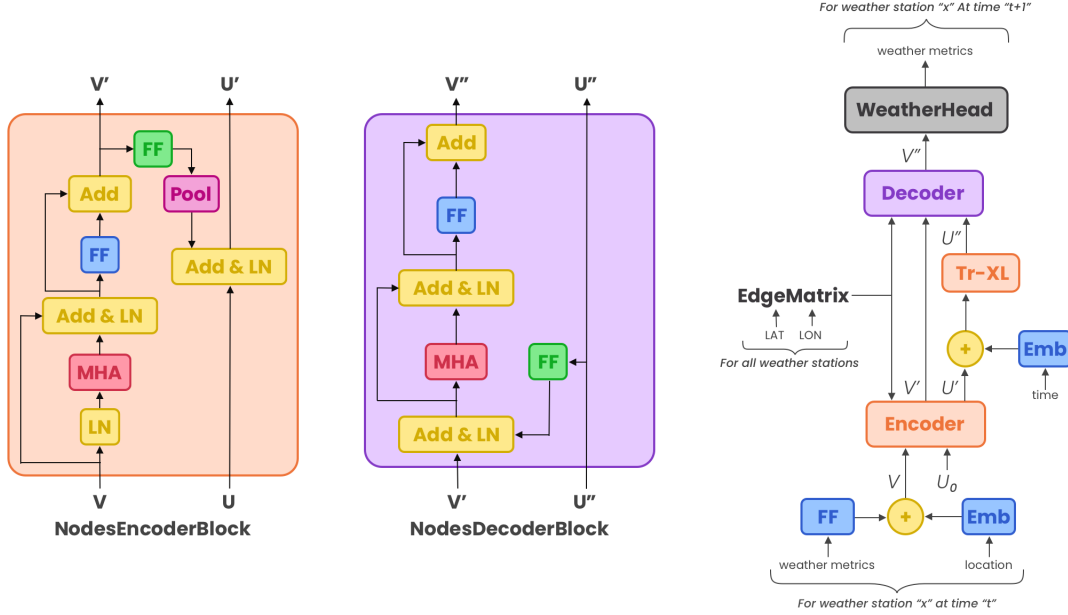 V’
U’
FF
Add
Pool
FF
Add & LN
Add & LN
MHA
LN
V
U
NodesEncoderBlock
V”
U”
Add
FF
Add & LN
MHA
FF
Add & LN
V’
U”
NodesDecoderBlock
For weather station “x” At time “t+1”
weather metrics
WeatherHead
V”
Decoder
U”
Tr-XL
EdgeMatrix
LAT LON
For all weather stations
+
Emb
time
V’
U’
Encoder
V
U0
FF
+
Emb
weather metrics
location
For weather station “x” at time “t”